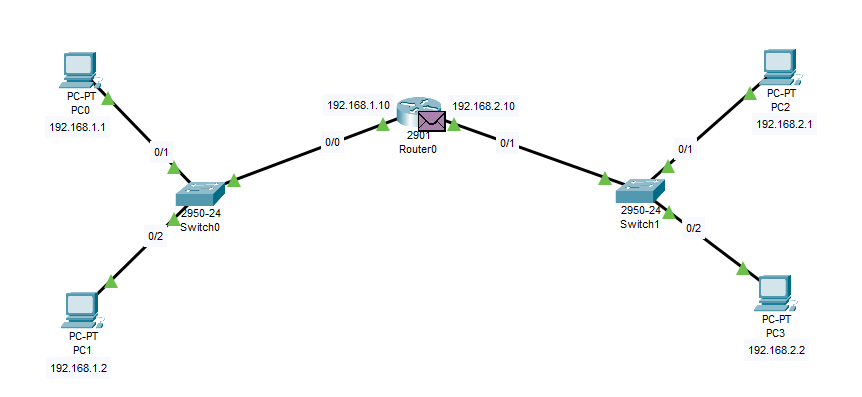 PC-PT
PC0
192.168.1.1
0/1
2950-24
Switch0
0/2
PC-PT
PC1
192.168.1.2
0/0
192.168.1.10
192.168.2.10
2901
Router0
0/1
PC-PT
PC2
192.168.2.1
0/1
2950-24
Switch1
0/2
PC-PT
PC3
192.168.2.2